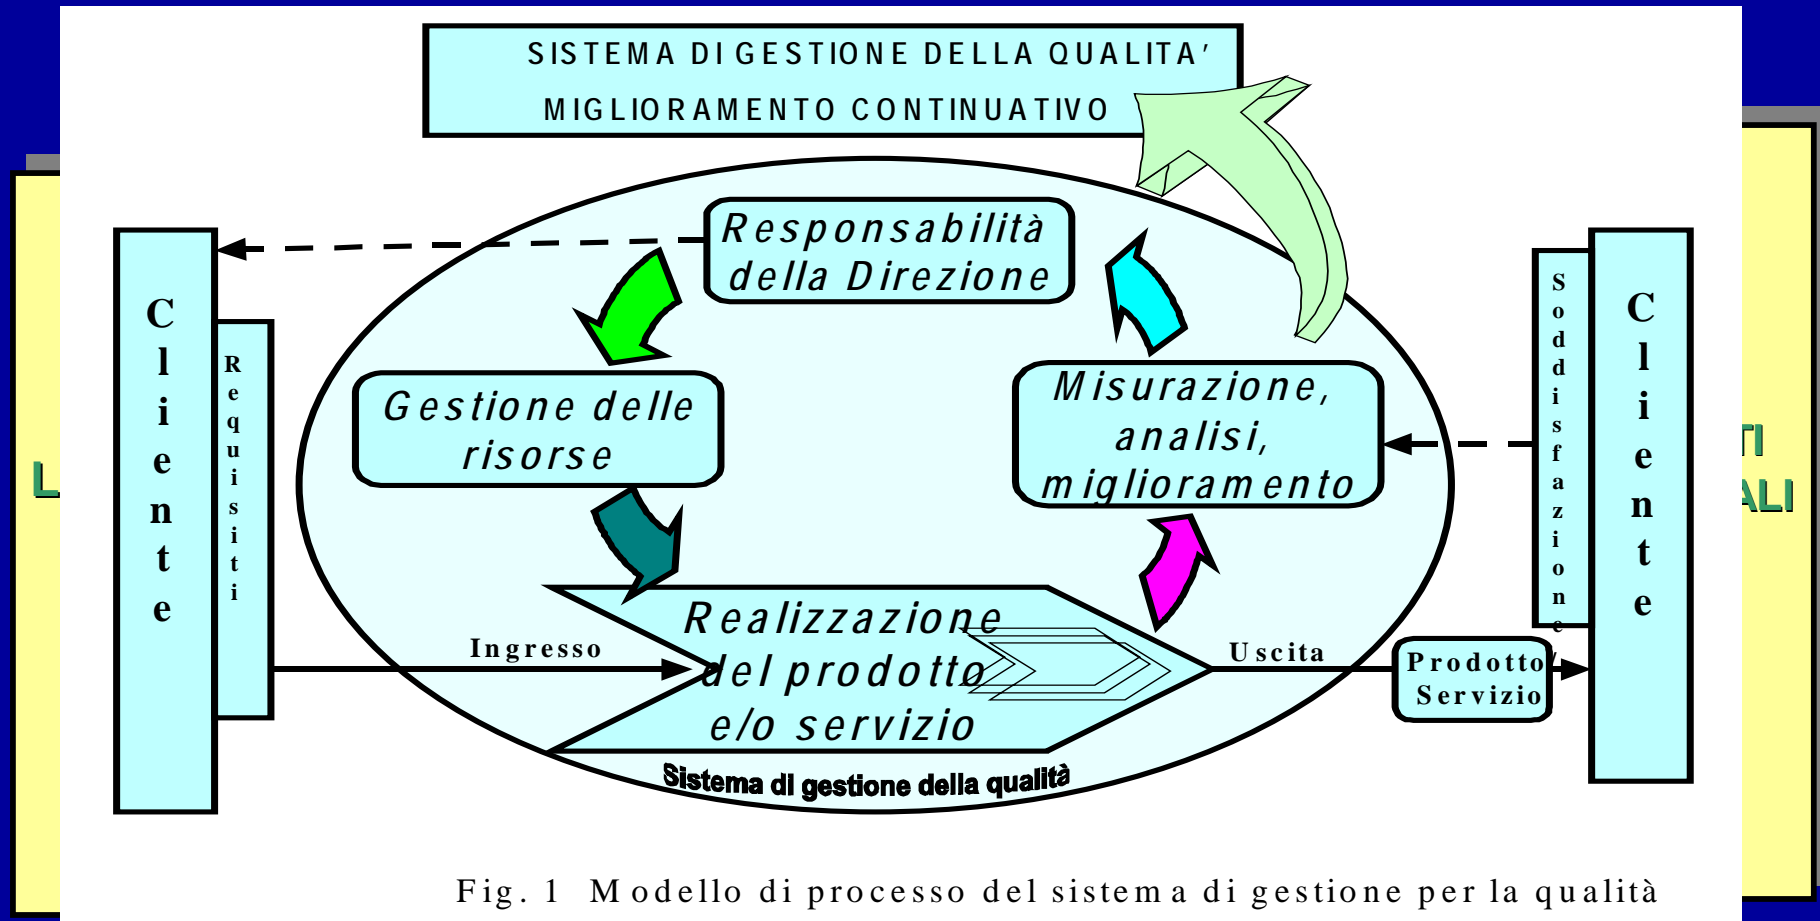 SISTEMA DI GESTIONE DELLA QUALITA’
MIGLIORAMENTO CONTINUATIVO
Responsabilità
della Direzione
Cliente
Requisiti
Gestione delle
risorse
Misurazione,
analisi,
miglioramento
Soddisfazione
Cliente
Ingresso
Realizzazione
del prodotto
e/o servizio
Uscita
Prodotto/
Servizio
Sistema di gestione della qualità
L
TI
ALI
Fig. 1 Modello di processo del sistema di gestione per la qualità